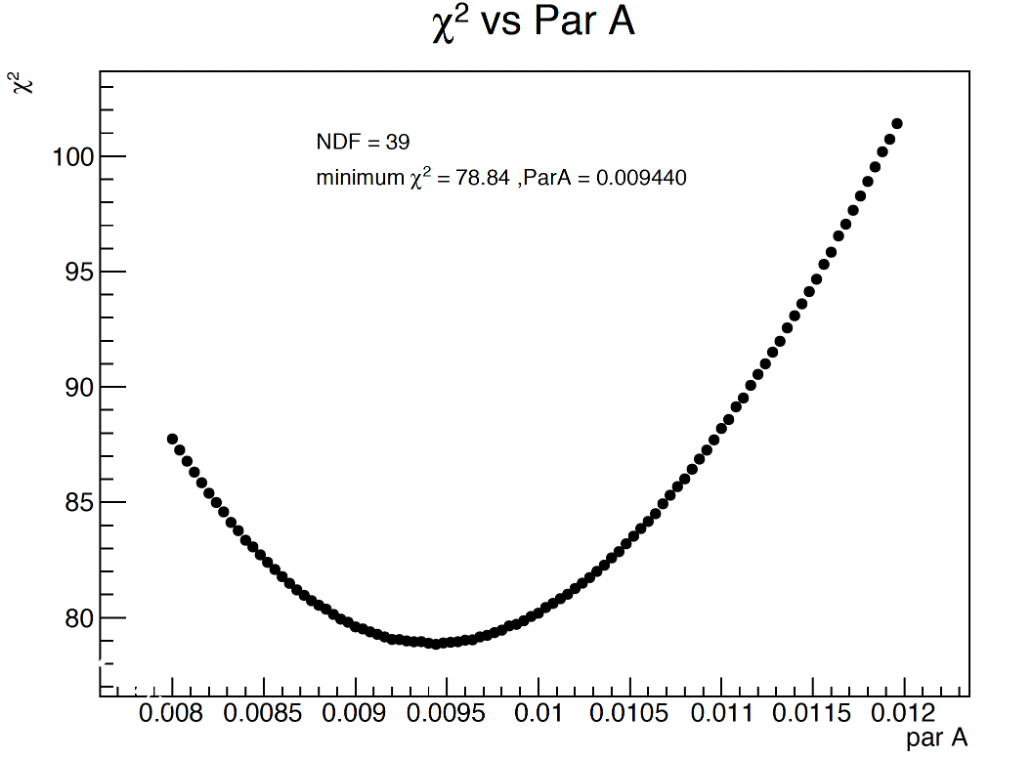 χ² vs Par A
χ²
NDF = 39
minimum χ² = 78.84 ,ParA = 0.009440
100
95
90
85
80
0.008 0.0085 0.009 0.0095 0.01 0.0105 0.011 0.0115 0.012
par A